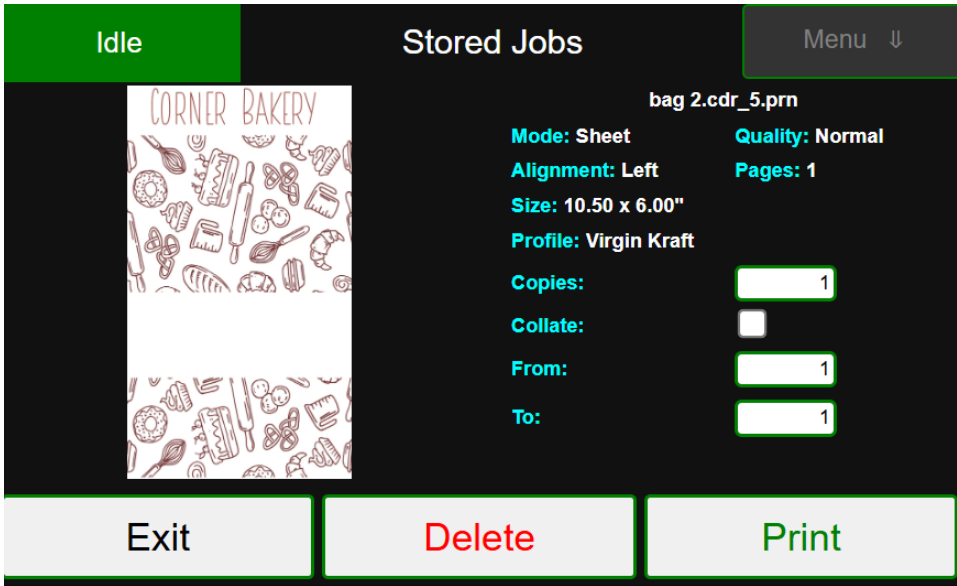 Idle
Stored Jobs
Menu ⇓
CORNER BAKERY
bag 2.cdr_5.prn
Mode: Sheet
Quality: Normal
Alignment: Left
Pages: 1
Size: 10.50 x 6.00"
Profile: Virgin Kraft
Copies: 1
Collate:
From: 1
To: 1
Exit
Delete
Print